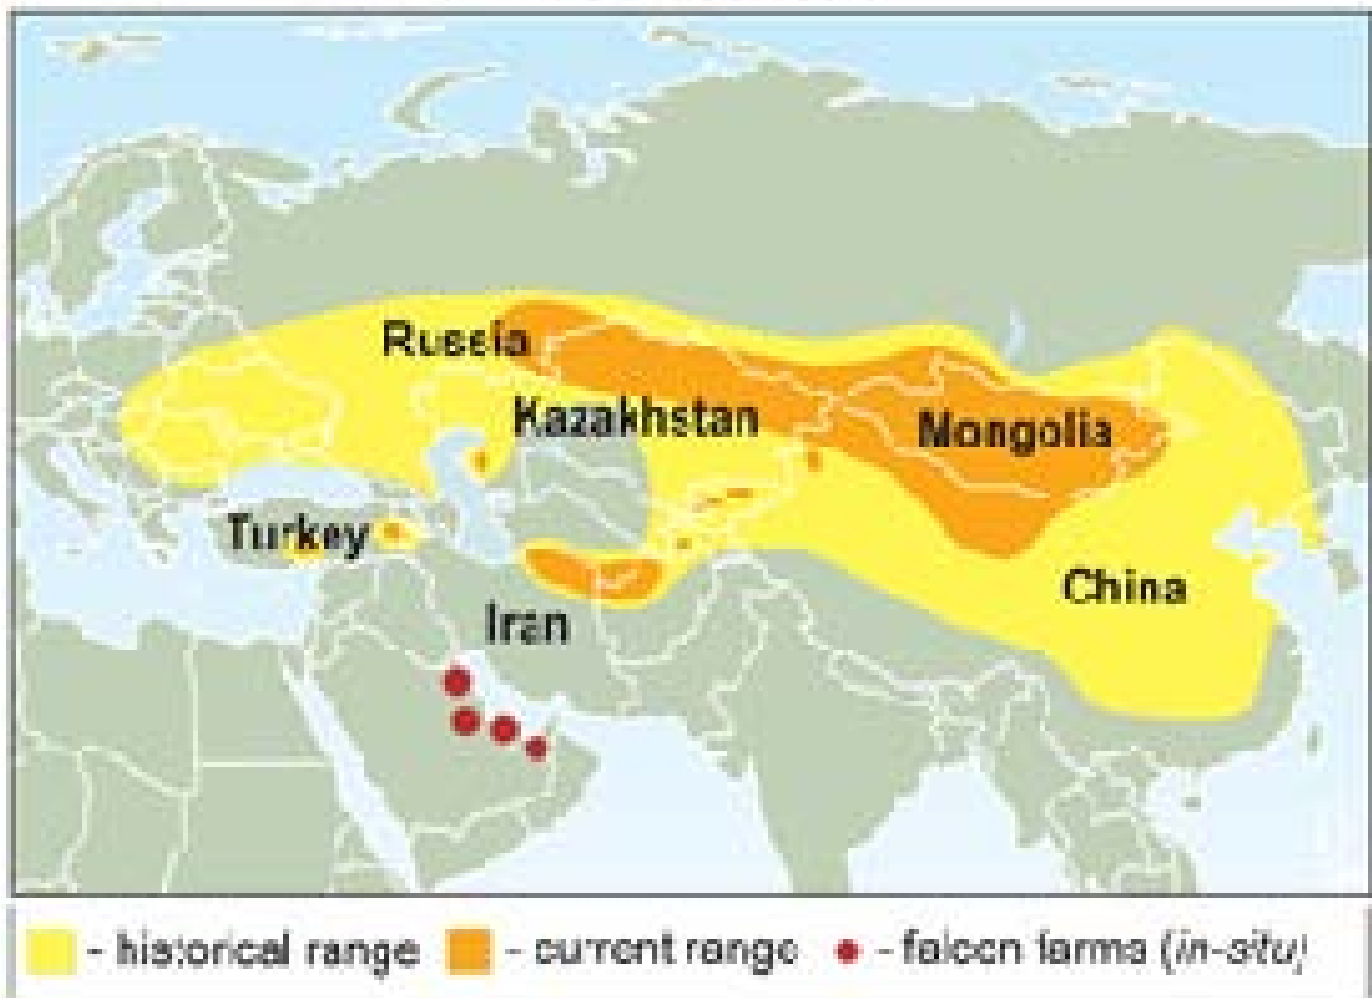 Russia
Kazakhstan
Mongolia
Turkey
China
Iran
- historical range - current range - falcon farms (in-situ)